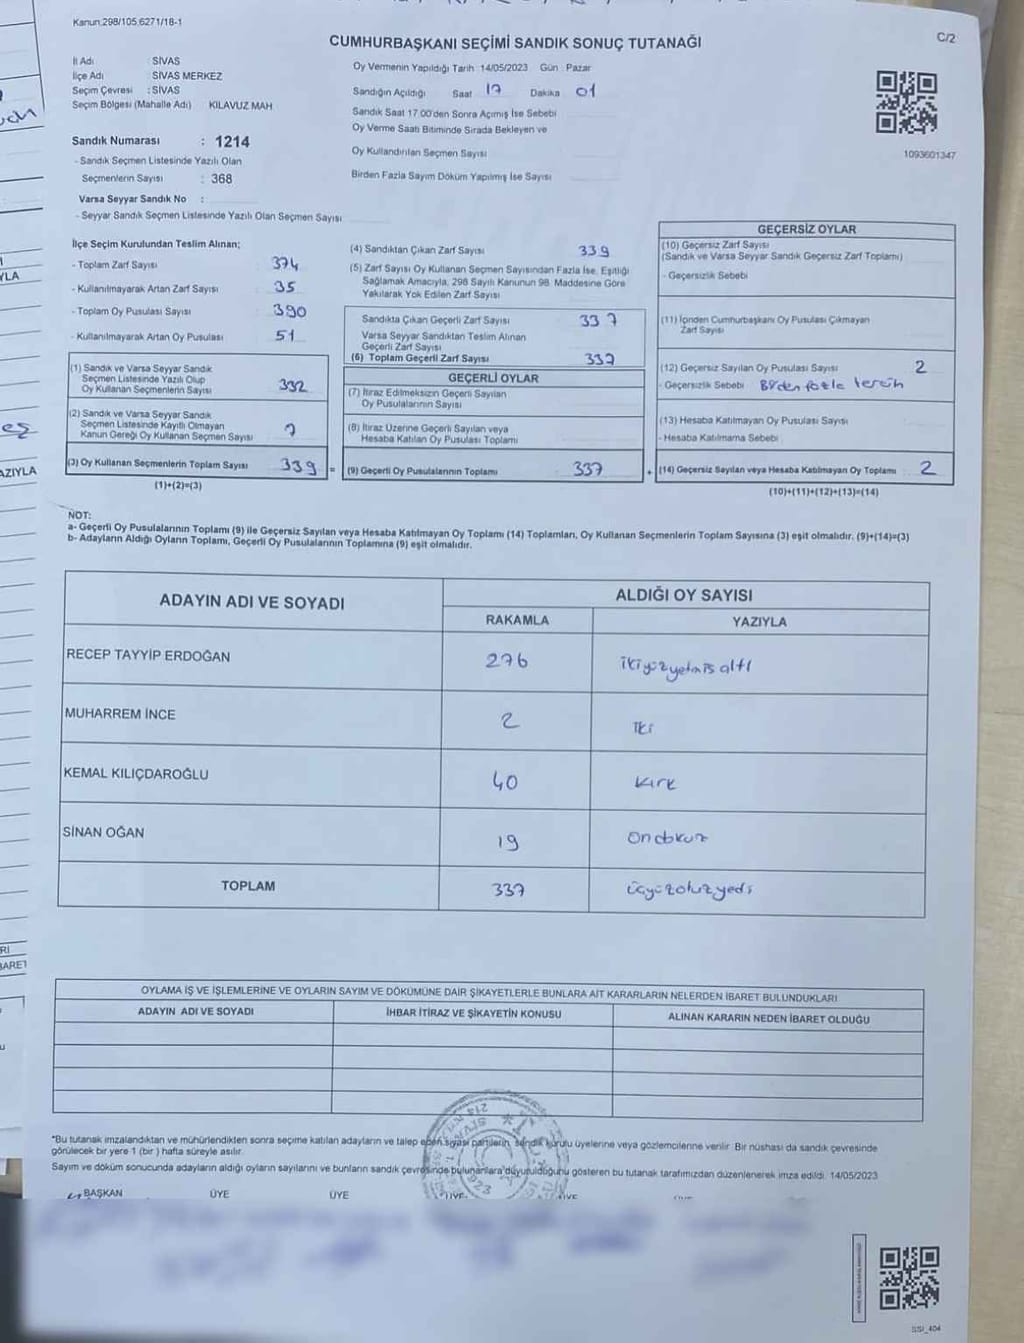 Kanun:298/105,6271/18-1
C/2
CUMHURBAŞKANI SEÇİMİ SANDIK SONUÇ TUTANAĞI
İl Adı : SİVAS
İlçe Adı SİVAS MERKEZ
Seçim Çevresi : SİVAS
Seçim Bölgesi (Mahalle Adı) KILAVUZ MAH
Sandık Numarası : 1214
- Sandık Seçmen Listesinde Yazılı Olan
Seçmenlerin Sayısı : 368
Varsa Seyyar Sandık No :
- Seyyar Sandık Seçmen Listesinde Yazılı Olan Seçmen Sayısı
Oy Vermenin Yapıldığı Tarih 14/05/2023 Gün Pazar
Sandığın Açıldığı Saat 17 Dakika 01
Sandık Saat 17.00'den Sonra Açımış İse Sebebi
Oy Verme Saati Bitiminde Sırada Bekleyen ve
Oy Kullandırılan Seçmen Sayısı
Birden Fazla Sayım Döküm Yapılmış İse Sayısı
1093601347
İlçe Seçim Kurulundan Teslim Alınan;
- Toplam Zarf Sayısı 374
- Kullanılmayarak Artan Zarf Sayısı 35
- Toplam Oy Pusulası Sayısı 390
- Kullanılmayarak Artan Oy Pusulası 51
(1) Sandık ve Varsa Seyyar Sandık
Seçmen Listesinde Yazılı Olup
Oy Kullanan Seçmenlerin Sayısı 332
(2) Sandık ve Varsa Seyyar Sandık
Seçmen Listesinde Kayıtlı Olmayan
Kanun Gereği Oy Kullanan Seçmen Sayısı 7
(3) Oy Kullanan Seçmenlerin Toplam Sayısı 339 =
(1)+(2)=(3)
(4) Sandıktan Çıkan Zarf Sayısı 339
(5) Zarf Sayısı Oy Kullanan Seçmen Sayısından Fazla İse, Eşitliği
Sağlamak Amacıyla, 298 Sayılı Kanunun 98. Maddesine Göre
Yakılarak Yok Edilen Zarf Sayısı
Sandıkta Çıkan Geçerli Zarf Sayısı 337
Varsa Seyyar Sandıktan Teslim Alınan
Geçerli Zarf Sayısı
(6) Toplam Geçerli Zarf Sayısı 337
GEÇERLİ OYLAR
(7) İtiraz Edilmeksizin Geçerli Sayılan
Oy Pusulalarının Sayısı
(8) İtiraz Üzerine Geçerli Sayılan veya
Hesaba Katılan Oy Pusulası Toplamı
(9) Geçerli Oy Pusulalarının Toplamı 337 +
GEÇERSİZ OYLAR
(10) Geçersiz Zarf Sayısı
(Sandık ve Varsa Seyyar Sandık Geçersiz Zarf Toplamı)
- Geçersizlik Sebebi
(11) İçinden Cumhurbaşkanı Oy Pusulası Çıkmayan
Zarf Sayısı
(12) Geçersiz Sayılan Oy Pusulası Sayısı 2
- Geçersizlik Sebebi Birden fazla tercih
(13) Hesaba Katılmayan Oy Pusulası Sayısı
- Hesaba Katılmama Sebebi
(14) Geçersiz Sayılan veya Hesaba Katılmayan Oy Toplamı 2
(10)+(11)+(12)+(13)=(14)
NOT:
a- Geçerli Oy Pusulalarının Toplamı (9) ile Geçersiz Sayılan veya Hesaba Katılmayan Oy Toplamı (14) Toplamları, Oy Kullanan Seçmenlerin Toplam Sayısına (3) eşit olmalıdır. (9)+(14)=(3)
b- Adayların Aldığı Oyların Toplamı, Geçerli Oy Pusulalarının Toplamına (9) eşit olmalıdır.
ADAYIN ADI VE SOYADI
ALDIĞI OY SAYISI
RAKAMLA YAZIYLA
RECEP TAYYİP ERDOĞAN 276 ikiyüzyetmiş altı
MUHARREM İNCE 2 iki
KEMAL KILIÇDAROĞLU 40 kırk
SİNAN OĞAN 19 ondokuz
TOPLAM 337 üçyüzotuzyedi
OYLAMA İŞ VE İŞLEMLERİNE VE OYLARIN SAYIM VE DÖKÜMÜNE DAİR ŞİKAYETLERLE BUNLARA AİT KARARLARIN NELERDEN İBARET BULUNDUKLARI
ADAYIN ADI VE SOYADI İHBAR İTİRAZ VE ŞİKAYETİN KONUSU ALINAN KARARIN NEDEN İBARET OLDUĞU
*Bu tutanak imzalandıktan ve mühürlendikten sonra seçime katılan adayların ve talep eden siyasi partilerin, sandık kurulu üyelerine veya gözlemcilerine verilir. Bir nüshası da sandık çevresinde
görülecek bir yere 1 (bir) hafta süreyle asılır.
Sayım ve döküm sonucunda adayların aldığı oyların sayılarını ve bunların sandık çevresinde bulunanlara duyurulduğunu gösteren bu tutanak tarafımızdan düzenlenerek imza edildi. 14/05/2023
BAŞKAN ÜYE ÜYE ÜYE ÜYE
SSI_404